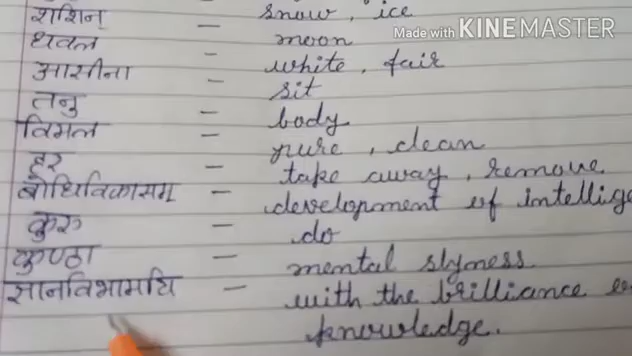 Made with KINEMASTER
शशिन् snow, ice
धवल – moon
आसीना – white, fair
तनु – sit
विमल – body
हर – pure, clean
बोधिविकासम् – take away, remove
कुरु – development of intellige
कुण्ठा – do
ज्ञानविभामयि – mental slyness
with the brilliance
knowledge.